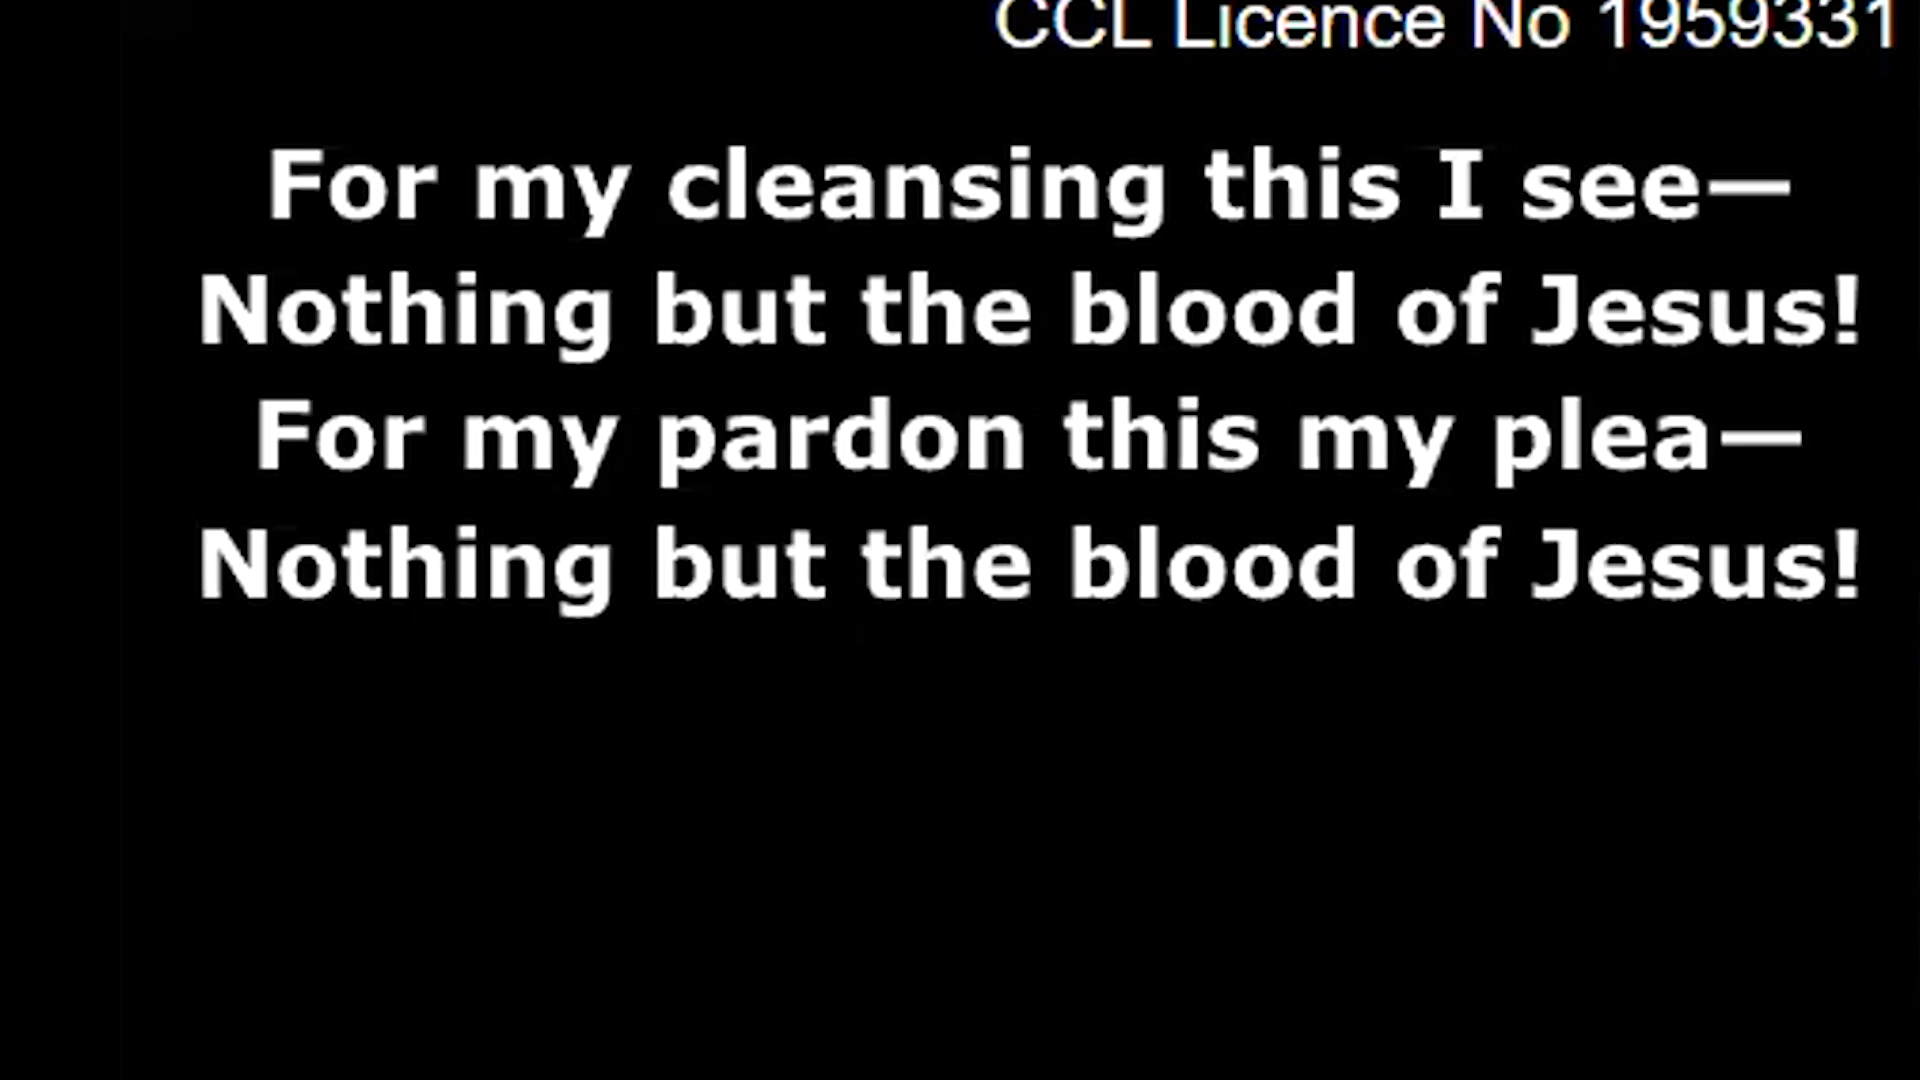 CCL Licence No 1959331
For my cleansing this I see—
Nothing but the blood of Jesus!
For my pardon this my plea—
Nothing but the blood of Jesus!